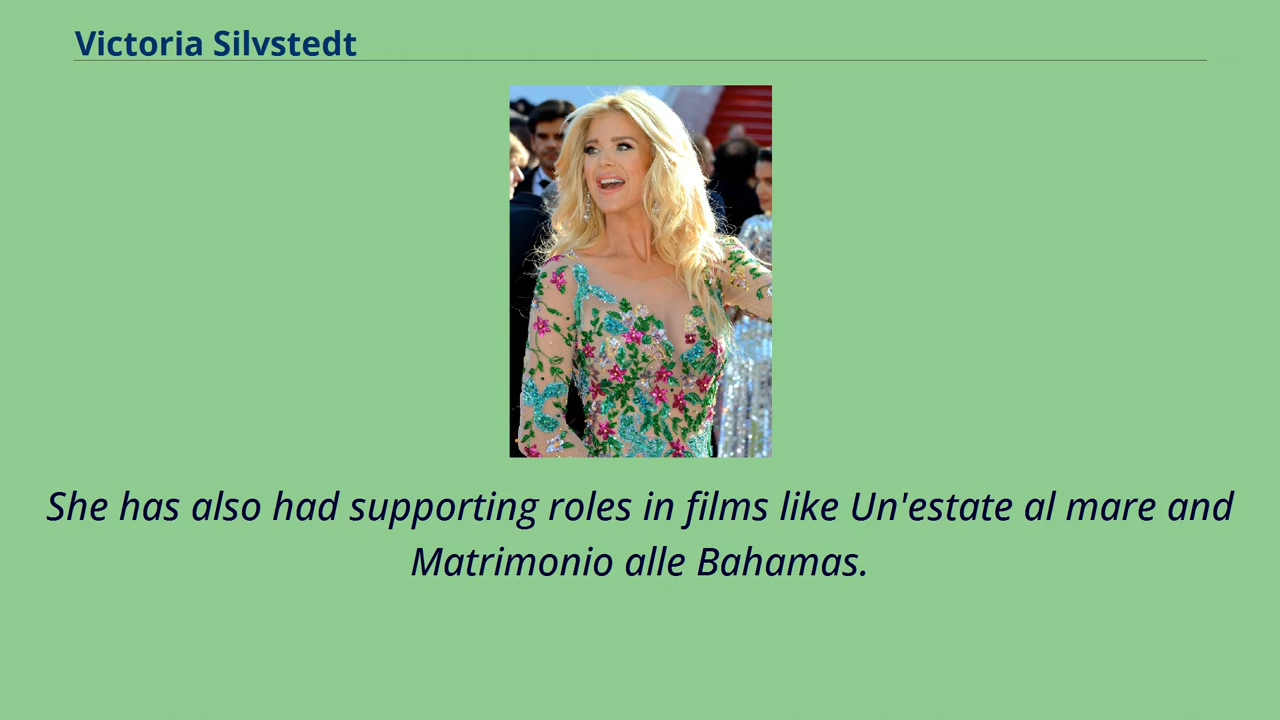 Victoria Silvstedt
She has also had supporting roles in films like Un'estate al mare and
Matrimonio alle Bahamas.